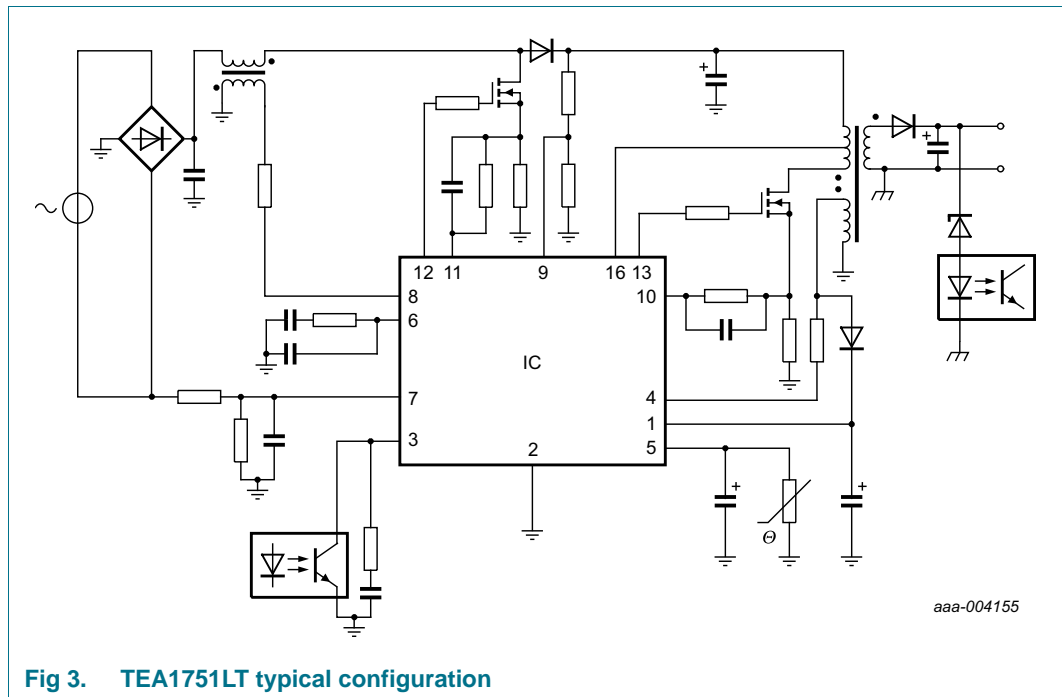 +
+
12 11 9 16 13
8 10
6
IC
7 4
1
3 2 5
+ +
Θ
aaa-004155
Fig 3. TEA1751LT typical configuration